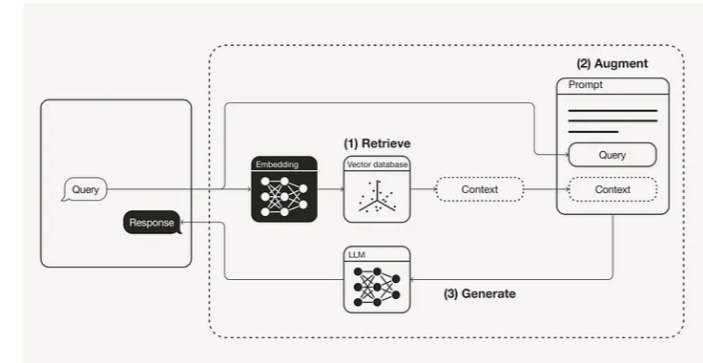 (2) Augment
Prompt
(1) Retrieve
Embedding
Vector database
Query
Query
Context
Context
Response
LLM
(3) Generate